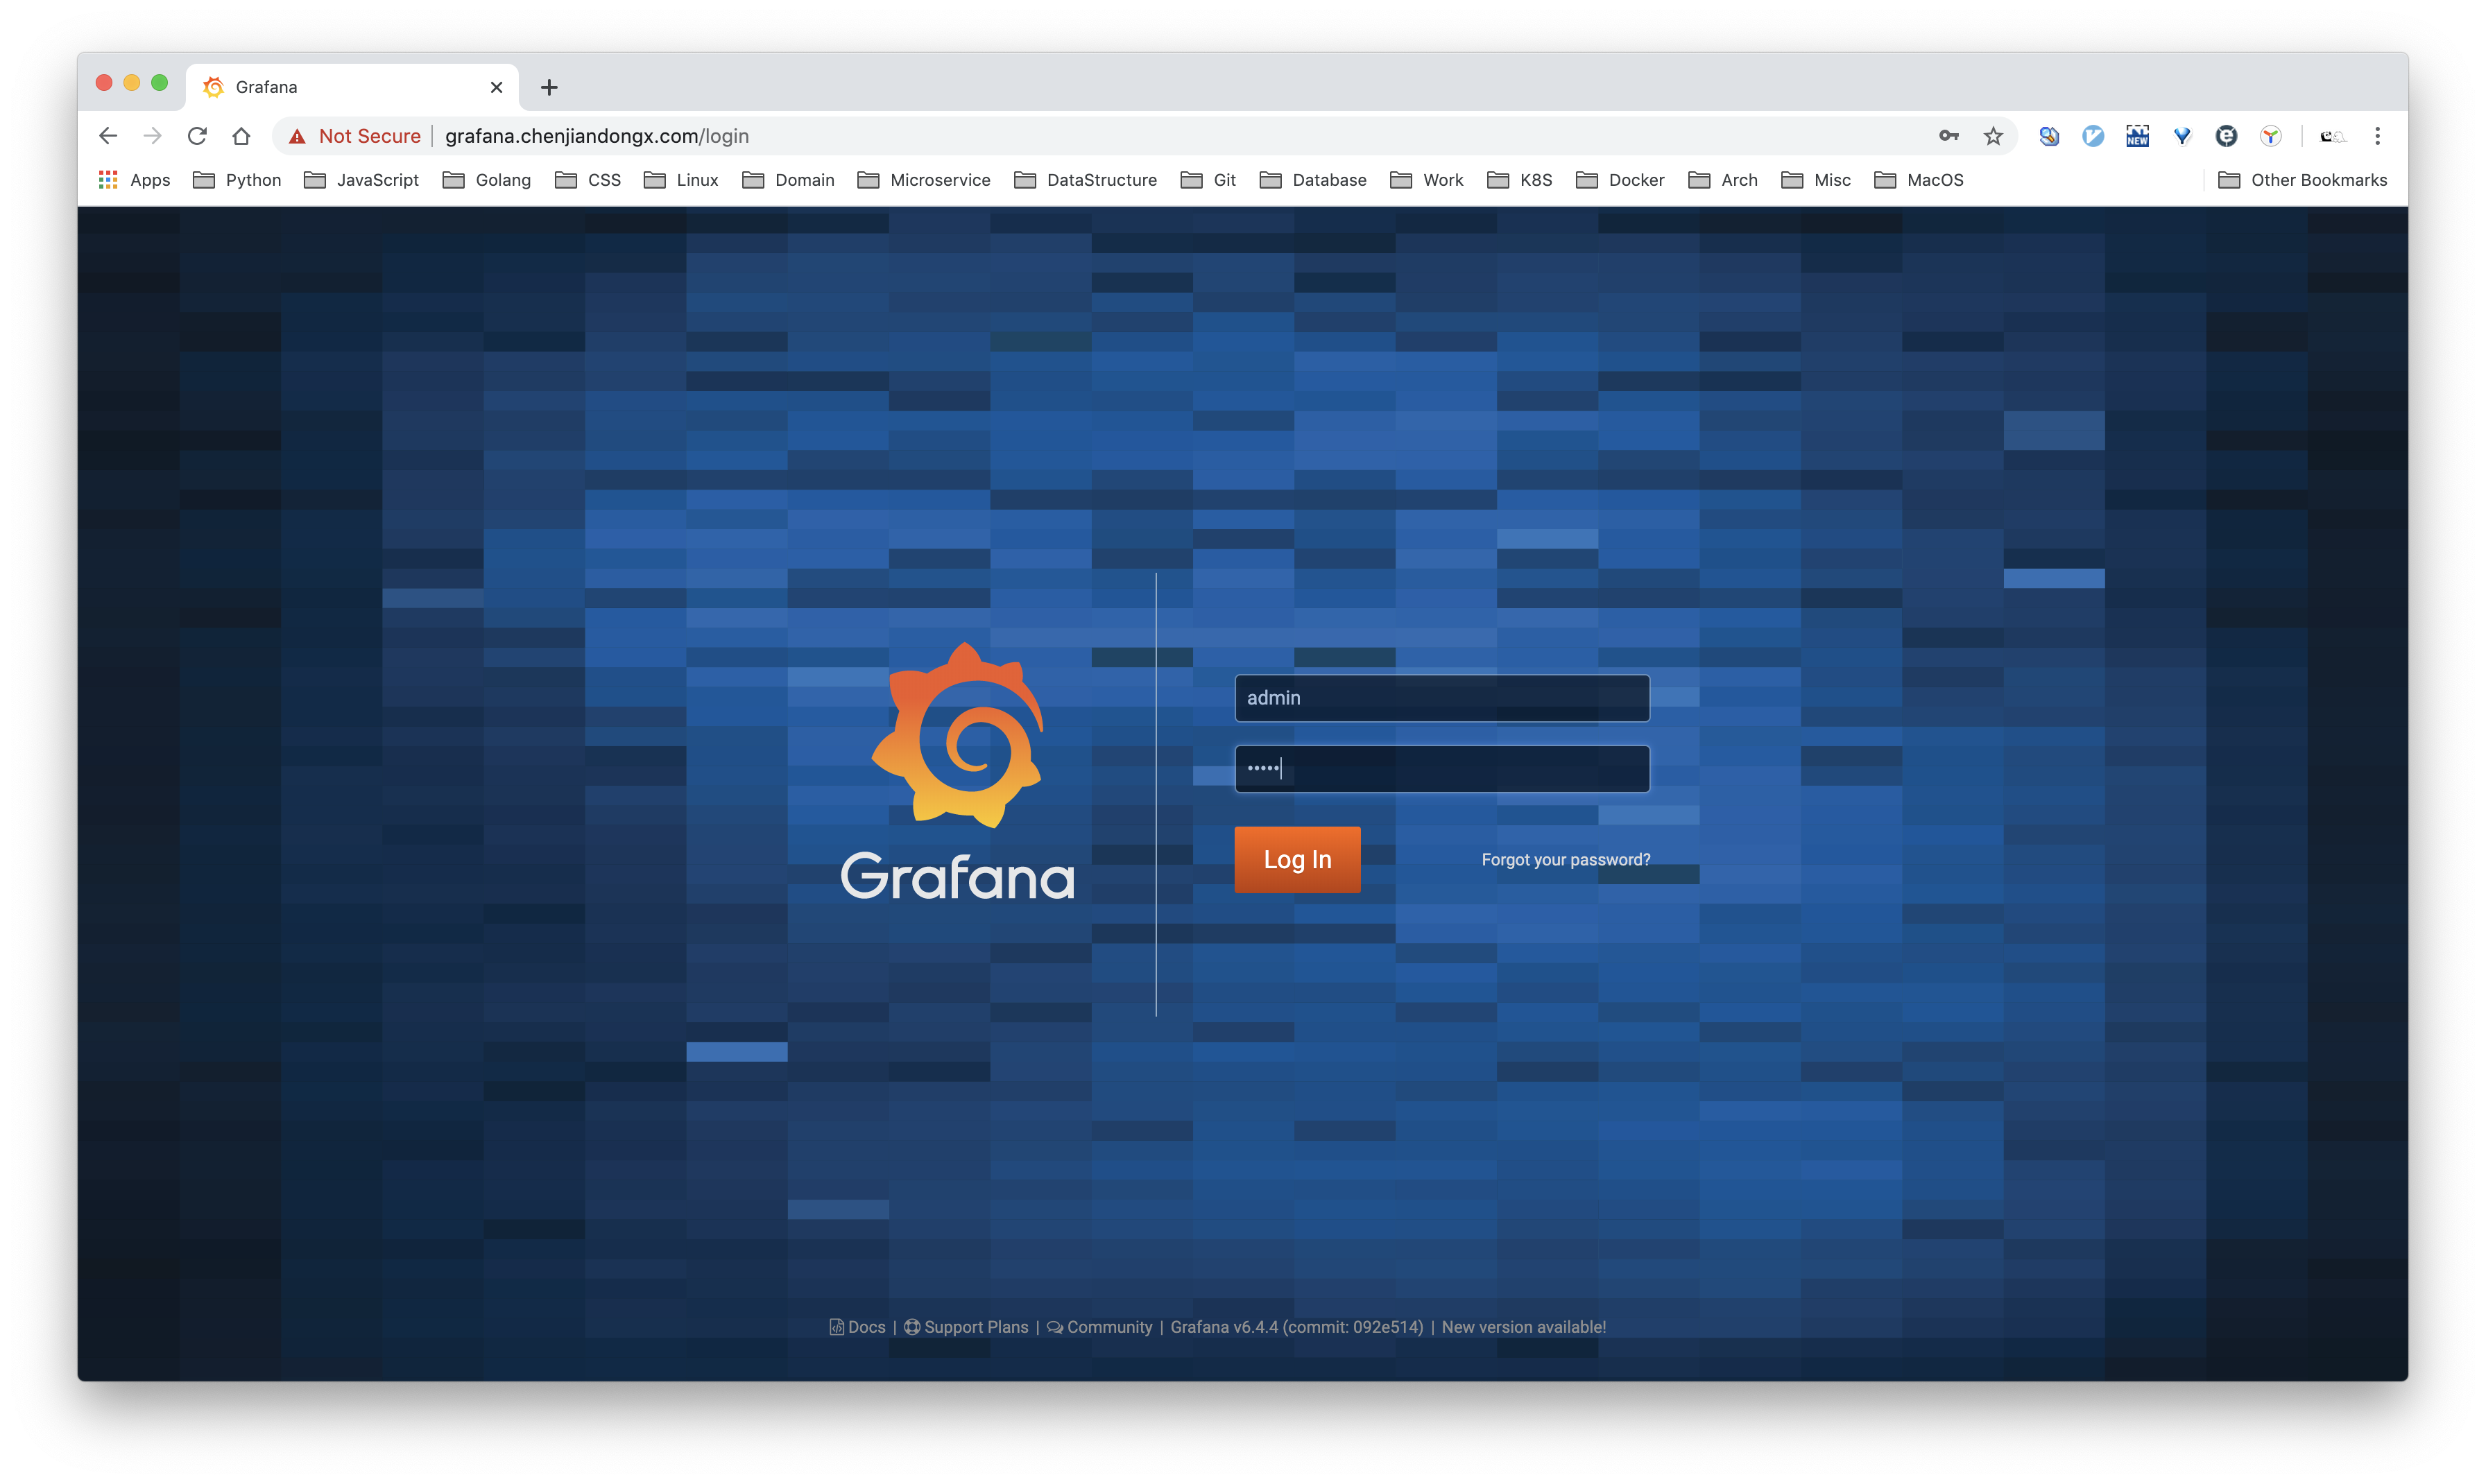 Grafana
Not Secure grafana.chenjiandongx.com/login
NEW
Apps Python JavaScript Golang CSS Linux Domain Microservice DataStructure Git Database Work K8S Docker Arch Misc MacOS Other Bookmarks
admin
•••••
Grafana
Log In Forgot your password?
Docs | Support Plans | Community | Grafana v6.4.4 (commit: 092e514) | New version available!